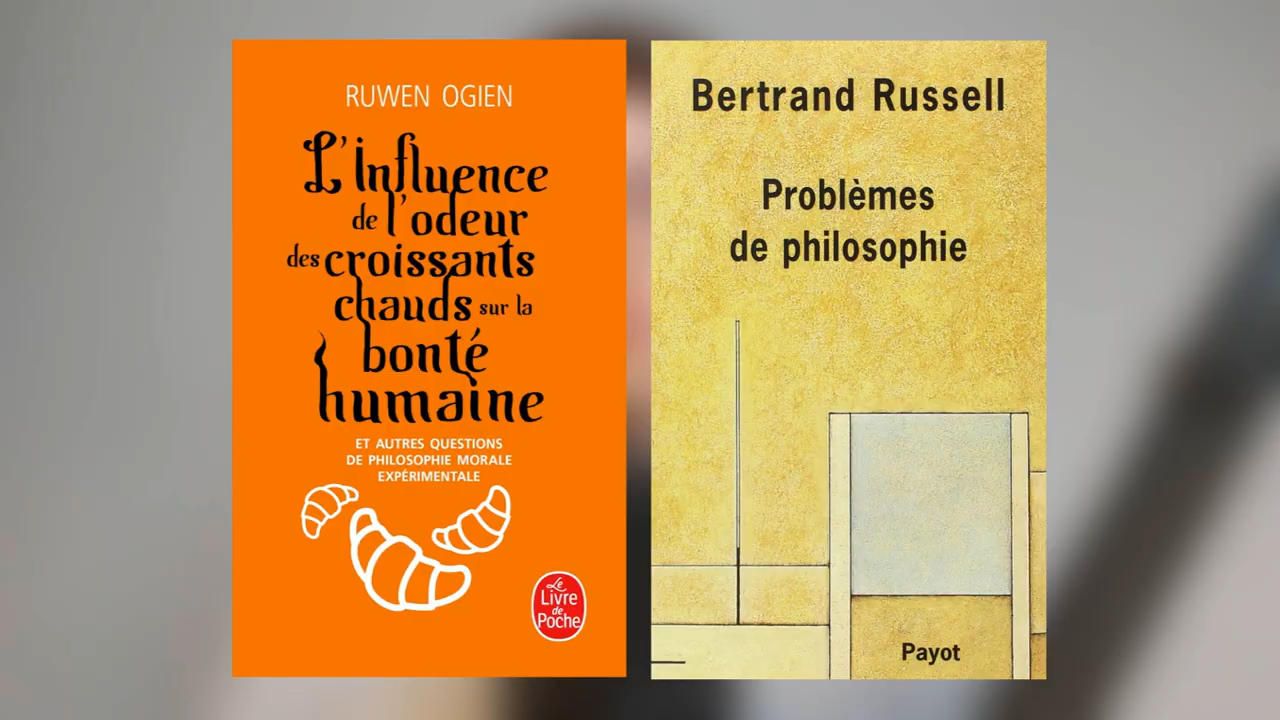 RUWEN OGIEN
L'influence
de l'odeur
des croissants
chauds sur la
bonté
humaine
ET AUTRES QUESTIONS
DE PHILOSOPHIE MORALE
EXPÉRIMENTALE
Le
Livre
de
Poche
Bertrand Russell
Problèmes
de philosophie
Payot